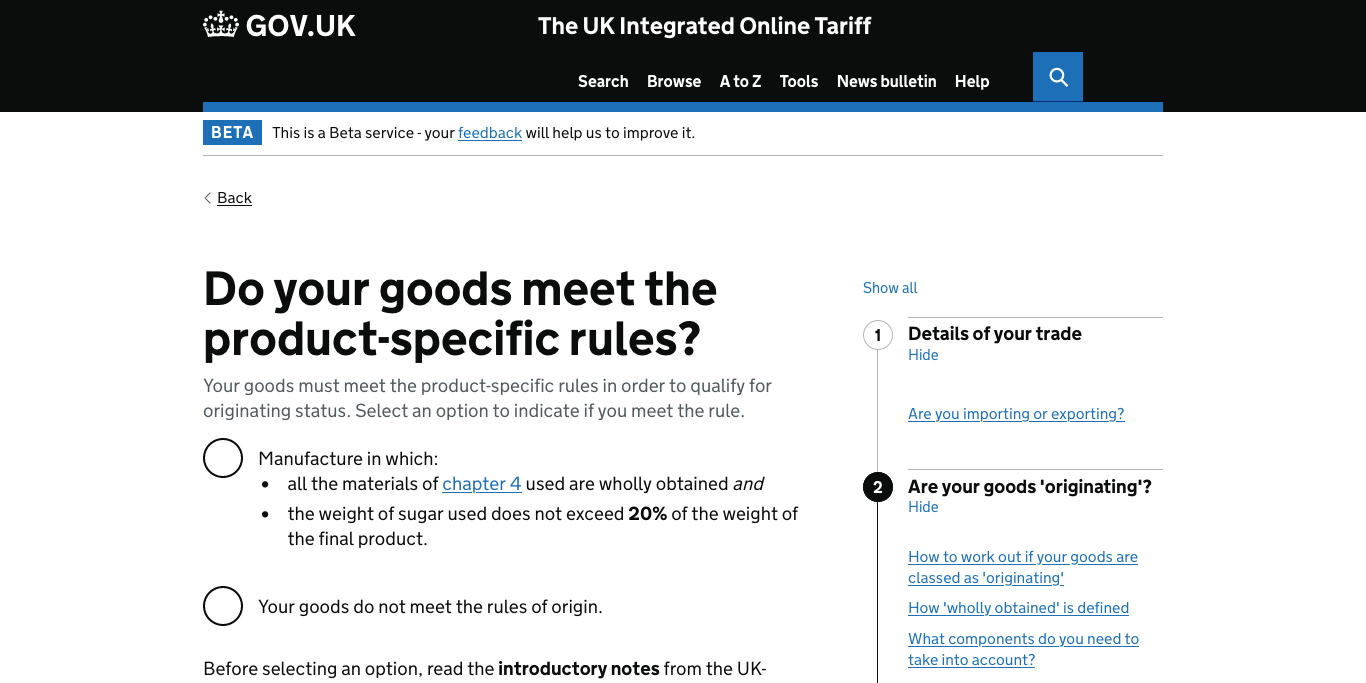 GOV.UK
The UK Integrated Online Tariff
Search Browse A to Z Tools News bulletin Help
BETA This is a Beta service - your feedback will help us to improve it.
Back
Do your goods meet the
product-specific rules?
Your goods must meet the product-specific rules in order to qualify for
originating status. Select an option to indicate if you meet the rule.
Manufacture in which:
• all the materials of chapter 4 used are wholly obtained and
• the weight of sugar used does not exceed 20% of the weight of
the final product.
Your goods do not meet the rules of origin.
Before selecting an option, read the introductory notes from the UK-
Show all
1 Details of your trade
Hide
Are you importing or exporting?
2 Are your goods 'originating'?
Hide
How to work out if your goods are
classed as 'originating'
How 'wholly obtained' is defined
What components do you need to
take into account?